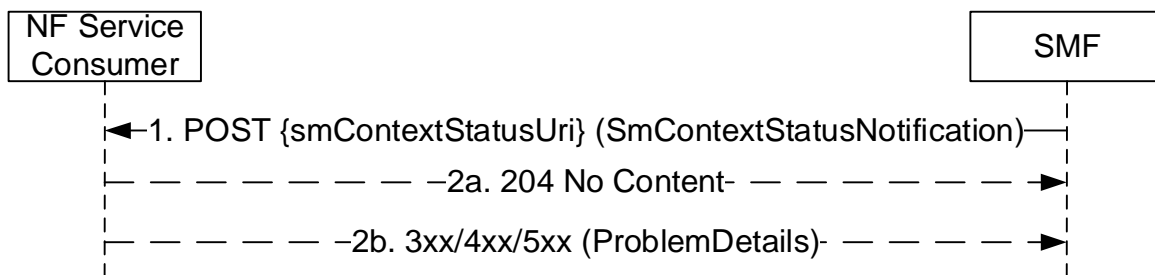 NF Service
Consumer
SMF
1. POST {smContextStatusUri} (SmContextStatusNotification)
2a. 204 No Content
2b. 3xx/4xx/5xx (ProblemDetails)